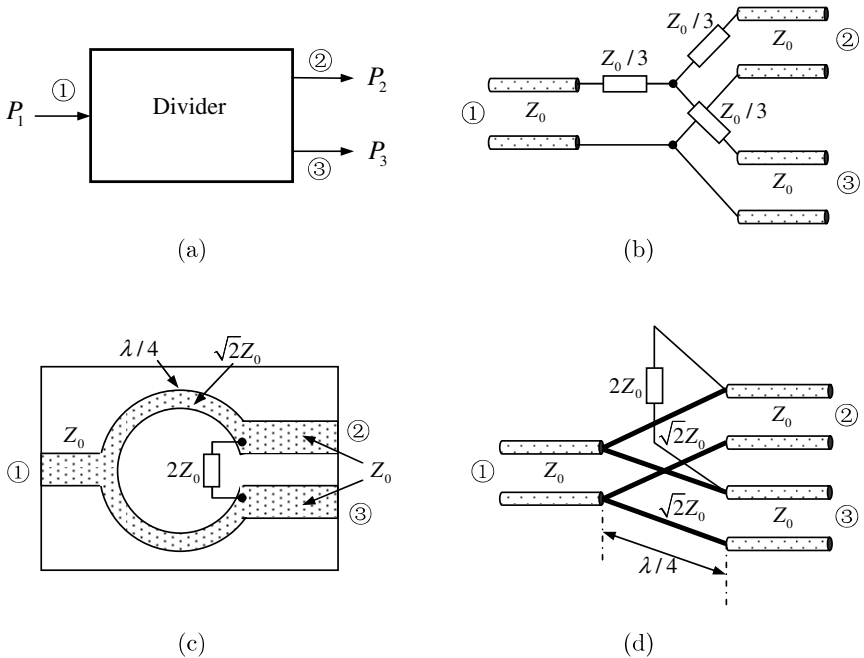 P₁
①
Divider
②
P₂
③
P₃
(a)
①
Z₀
Z₀/3
Z₀/3
Z₀/3
Z₀
②
Z₀
③
(b)
λ/4
√2Z₀
Z₀
①
2Z₀
②
Z₀
③
(c)
2Z₀
①
Z₀
√2Z₀
√2Z₀
Z₀
②
Z₀
③
λ/4
(d)